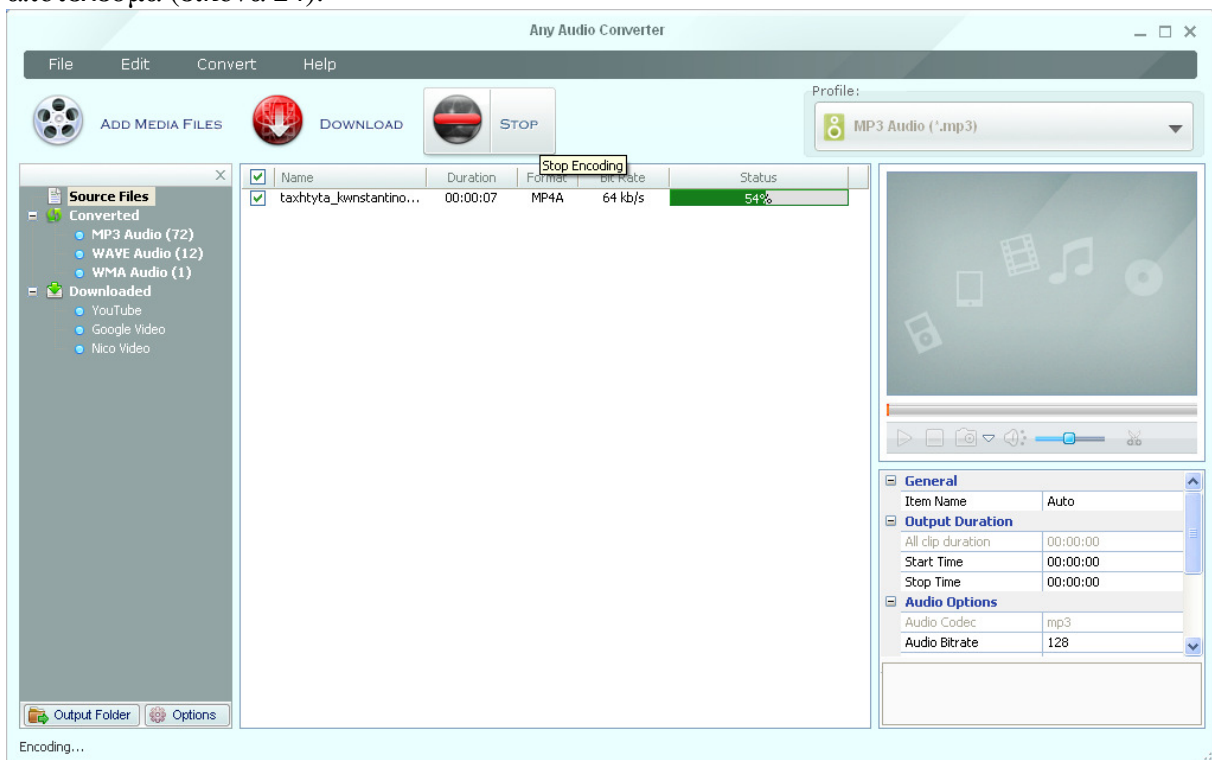 αποτέλεσμα (εικόνα 24).
Any Audio Converter
File Edit Convert Help
Profile:
ADD MEDIA FILES DOWNLOAD STOP MP3 Audio (*.mp3)
Stop Encoding
Name Duration Format Bit Rate Status
taxhtyta_kwnstantino... 00:00:07 MP4A 64 kb/s 54%
Source Files
Converted
MP3 Audio (72)
WAVE Audio (12)
WMA Audio (1)
Downloaded
YouTube
Google Video
Nico Video
General
Item Name Auto
Output Duration
All clip duration 00:00:00
Start Time 00:00:00
Stop Time 00:00:00
Audio Options
Audio Codec mp3
Audio Bitrate 128
Output Folder Options
Encoding...